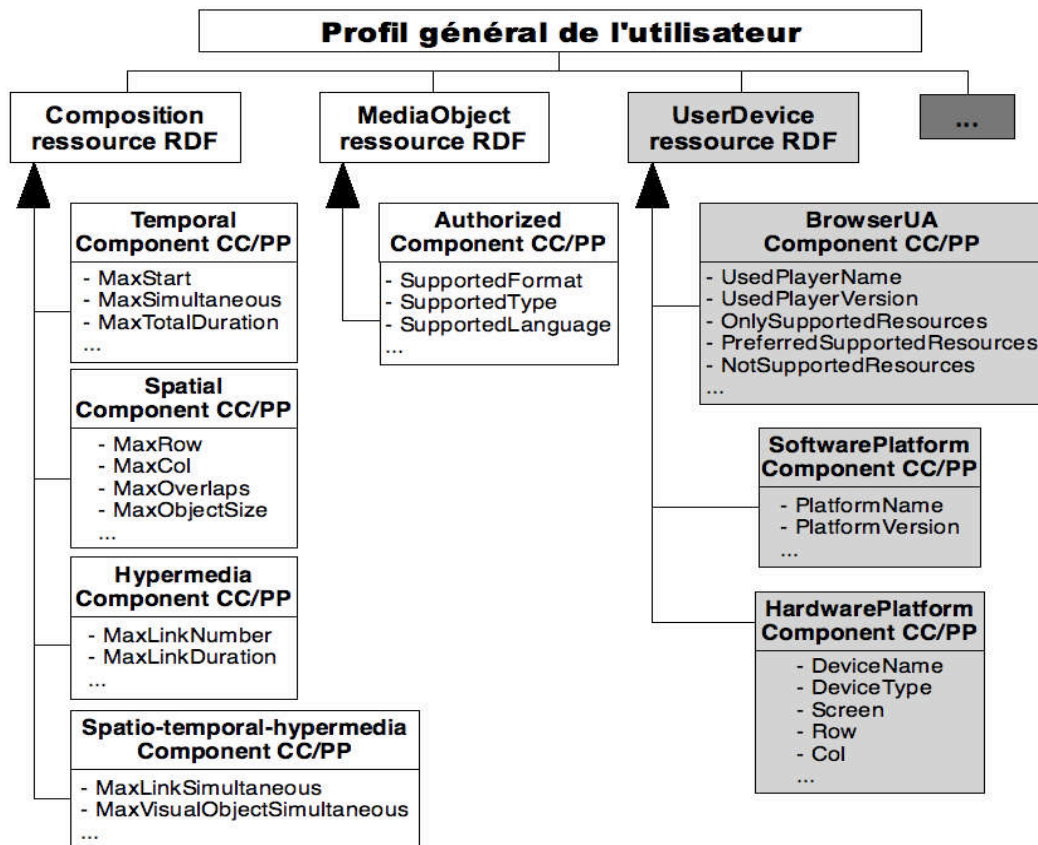 Profil général de l'utilisateur
Composition
ressource RDF
MediaObject
ressource RDF
UserDevice
ressource RDF
...
Temporal
Component CC/PP
- MaxStart
- MaxSimultaneous
- MaxTotalDuration
...
Spatial
Component CC/PP
- MaxRow
- MaxCol
- MaxOverlaps
- MaxObjectSize
...
Hypermedia
Component CC/PP
- MaxLinkNumber
- MaxLinkDuration
...
Spatio-temporal-hypermedia
Component CC/PP
- MaxLinkSimultaneous
- MaxVisualObjectSimultaneous
...
Authorized
Component CC/PP
- SupportedFormat
- SupportedType
- SupportedLanguage
...
BrowserUA
Component CC/PP
- UsedPlayerName
- UsedPlayerVersion
- OnlySupportedResources
- PreferredSupportedResources
- NotSupportedResources
...
SoftwarePlatform
Component CC/PP
- PlatformName
- PlatformVersion
...
HardwarePlatform
Component CC/PP
- DeviceName
- DeviceType
- Screen
- Row
- Col
...